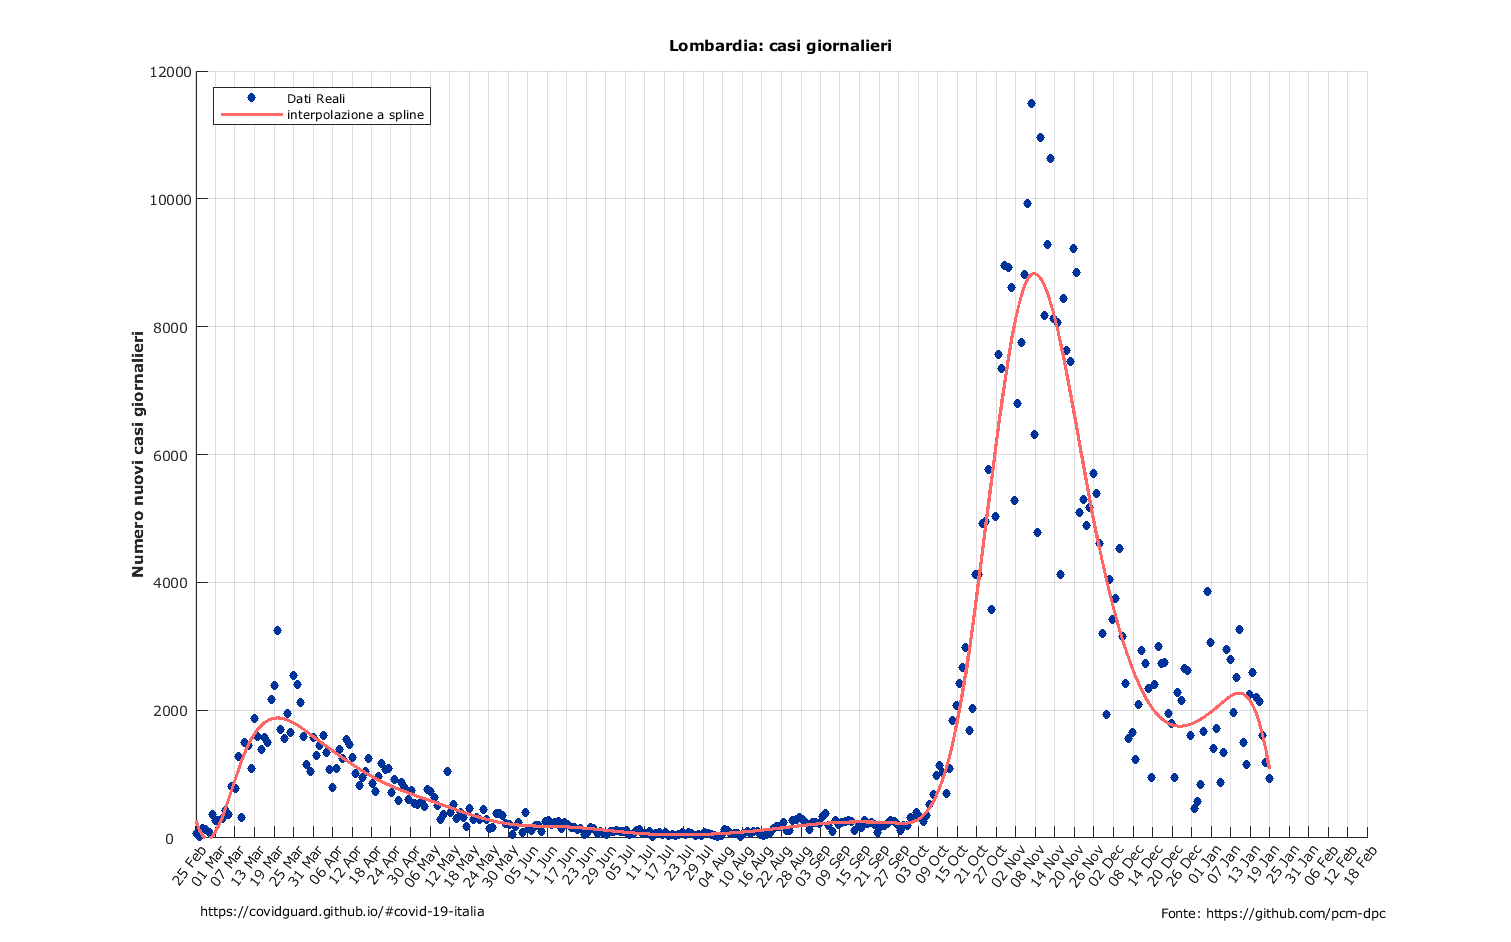 Lombardia: casi giornalieri
Dati Reali
interpolazione a spline
Numero nuovi casi giornalieri
12000
10000
8000
6000
4000
2000
0
25 Feb
01 Mar
07 Mar
13 Mar
19 Mar
25 Mar
31 Mar
06 Apr
12 Apr
18 Apr
24 Apr
30 Apr
06 May
12 May
18 May
24 May
30 May
05 Jun
11 Jun
17 Jun
23 Jun
29 Jun
05 Jul
11 Jul
17 Jul
23 Jul
29 Jul
04 Aug
10 Aug
16 Aug
22 Aug
28 Aug
03 Sep
09 Sep
15 Sep
21 Sep
27 Sep
03 Oct
09 Oct
15 Oct
21 Oct
27 Oct
02 Nov
08 Nov
14 Nov
20 Nov
26 Nov
02 Dec
08 Dec
14 Dec
20 Dec
26 Dec
01 Jan
07 Jan
13 Jan
19 Jan
25 Jan
31 Jan
06 Feb
12 Feb
18 Feb
https://covidguard.github.io/#covid-19-italia
Fonte: https://github.com/pcm-dpc